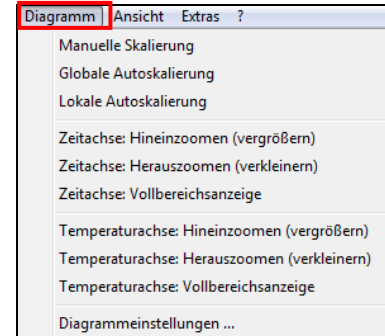 Diagramm Ansicht Extras ?
Manuelle Skalierung
Globale Autoskalierung
Lokale Autoskalierung
Zeitachse: Hineinzoomen (vergrößern)
Zeitachse: Herauszoomen (verkleinern)
Zeitachse: Vollbereichsanzeige
Temperaturachse: Hineinzoomen (vergrößern)
Temperaturachse: Herauszoomen (verkleinern)
Temperaturachse: Vollbereichsanzeige
Diagrammeinstellungen ...